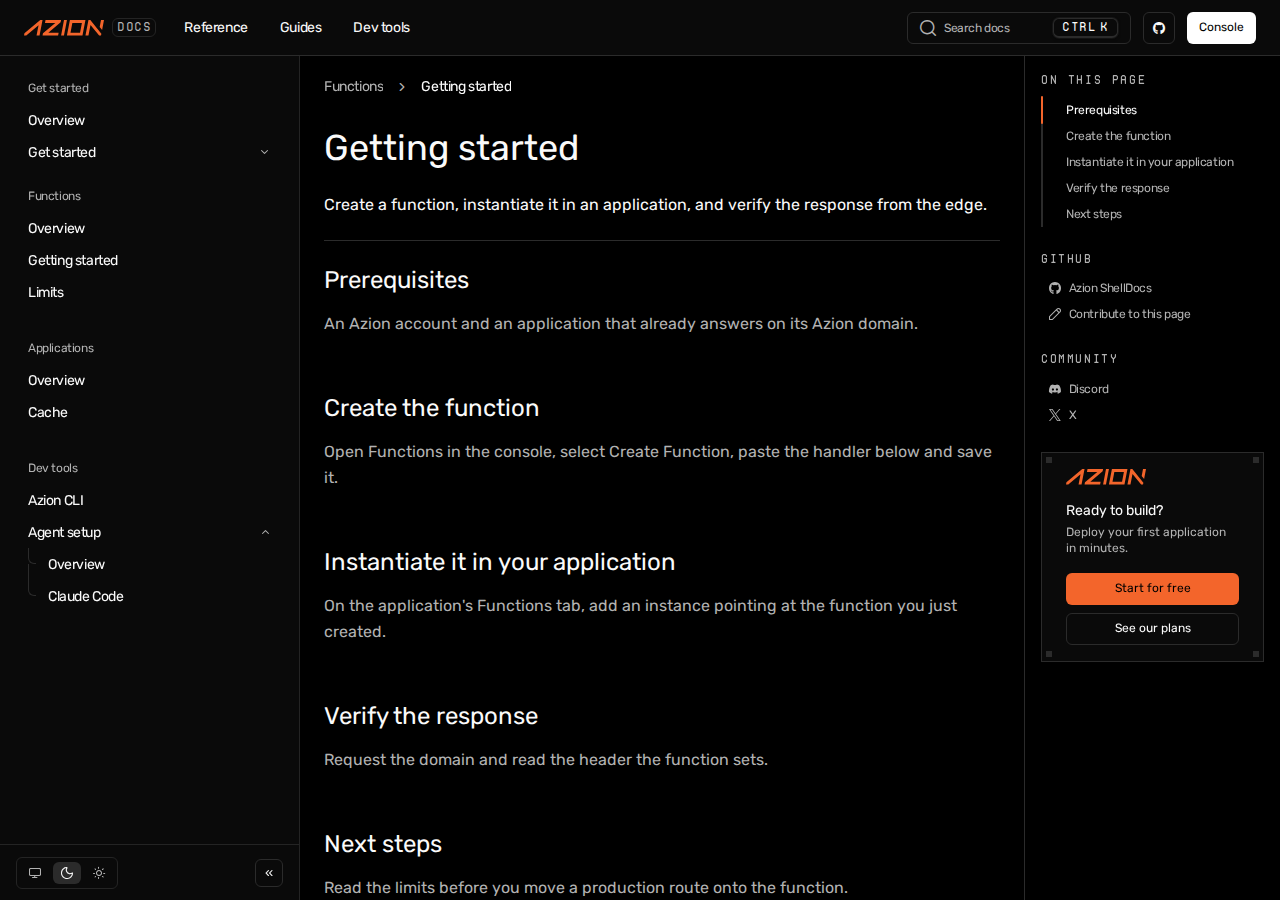 AZION DOCS
Reference
Guides
Dev tools
Search docs
CTRL K
Console
Get started
Overview
Get started
Functions
Overview
Getting started
Limits
Applications
Overview
Cache
Dev tools
Azion CLI
Agent setup
Overview
Claude Code
Functions
Getting started
Getting started
Create a function, instantiate it in an application, and verify the response from the edge.
Prerequisites
An Azion account and an application that already answers on its Azion domain.
Create the function
Open Functions in the console, select Create Function, paste the handler below and save
it.
Instantiate it in your application
On the application's Functions tab, add an instance pointing at the function you just
created.
Verify the response
Request the domain and read the header the function sets.
Next steps
Read the limits before you move a production route onto the function.
ON THIS PAGE
Prerequisites
Create the function
Instantiate it in your application
Verify the response
Next steps
GITHUB
Azion ShellDocs
Contribute to this page
COMMUNITY
Discord
X
AZION
Ready to build?
Deploy your first application
in minutes.
Start for free
See our plans